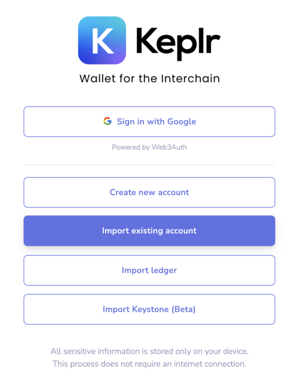 K Keplr
Wallet for the Interchain
Sign in with Google
Powered by Web3Auth
Create new account
Import existing account
Import ledger
Import Keystone (Beta)
All sensitive information is stored only on your device.
This process does not require an internet connection.